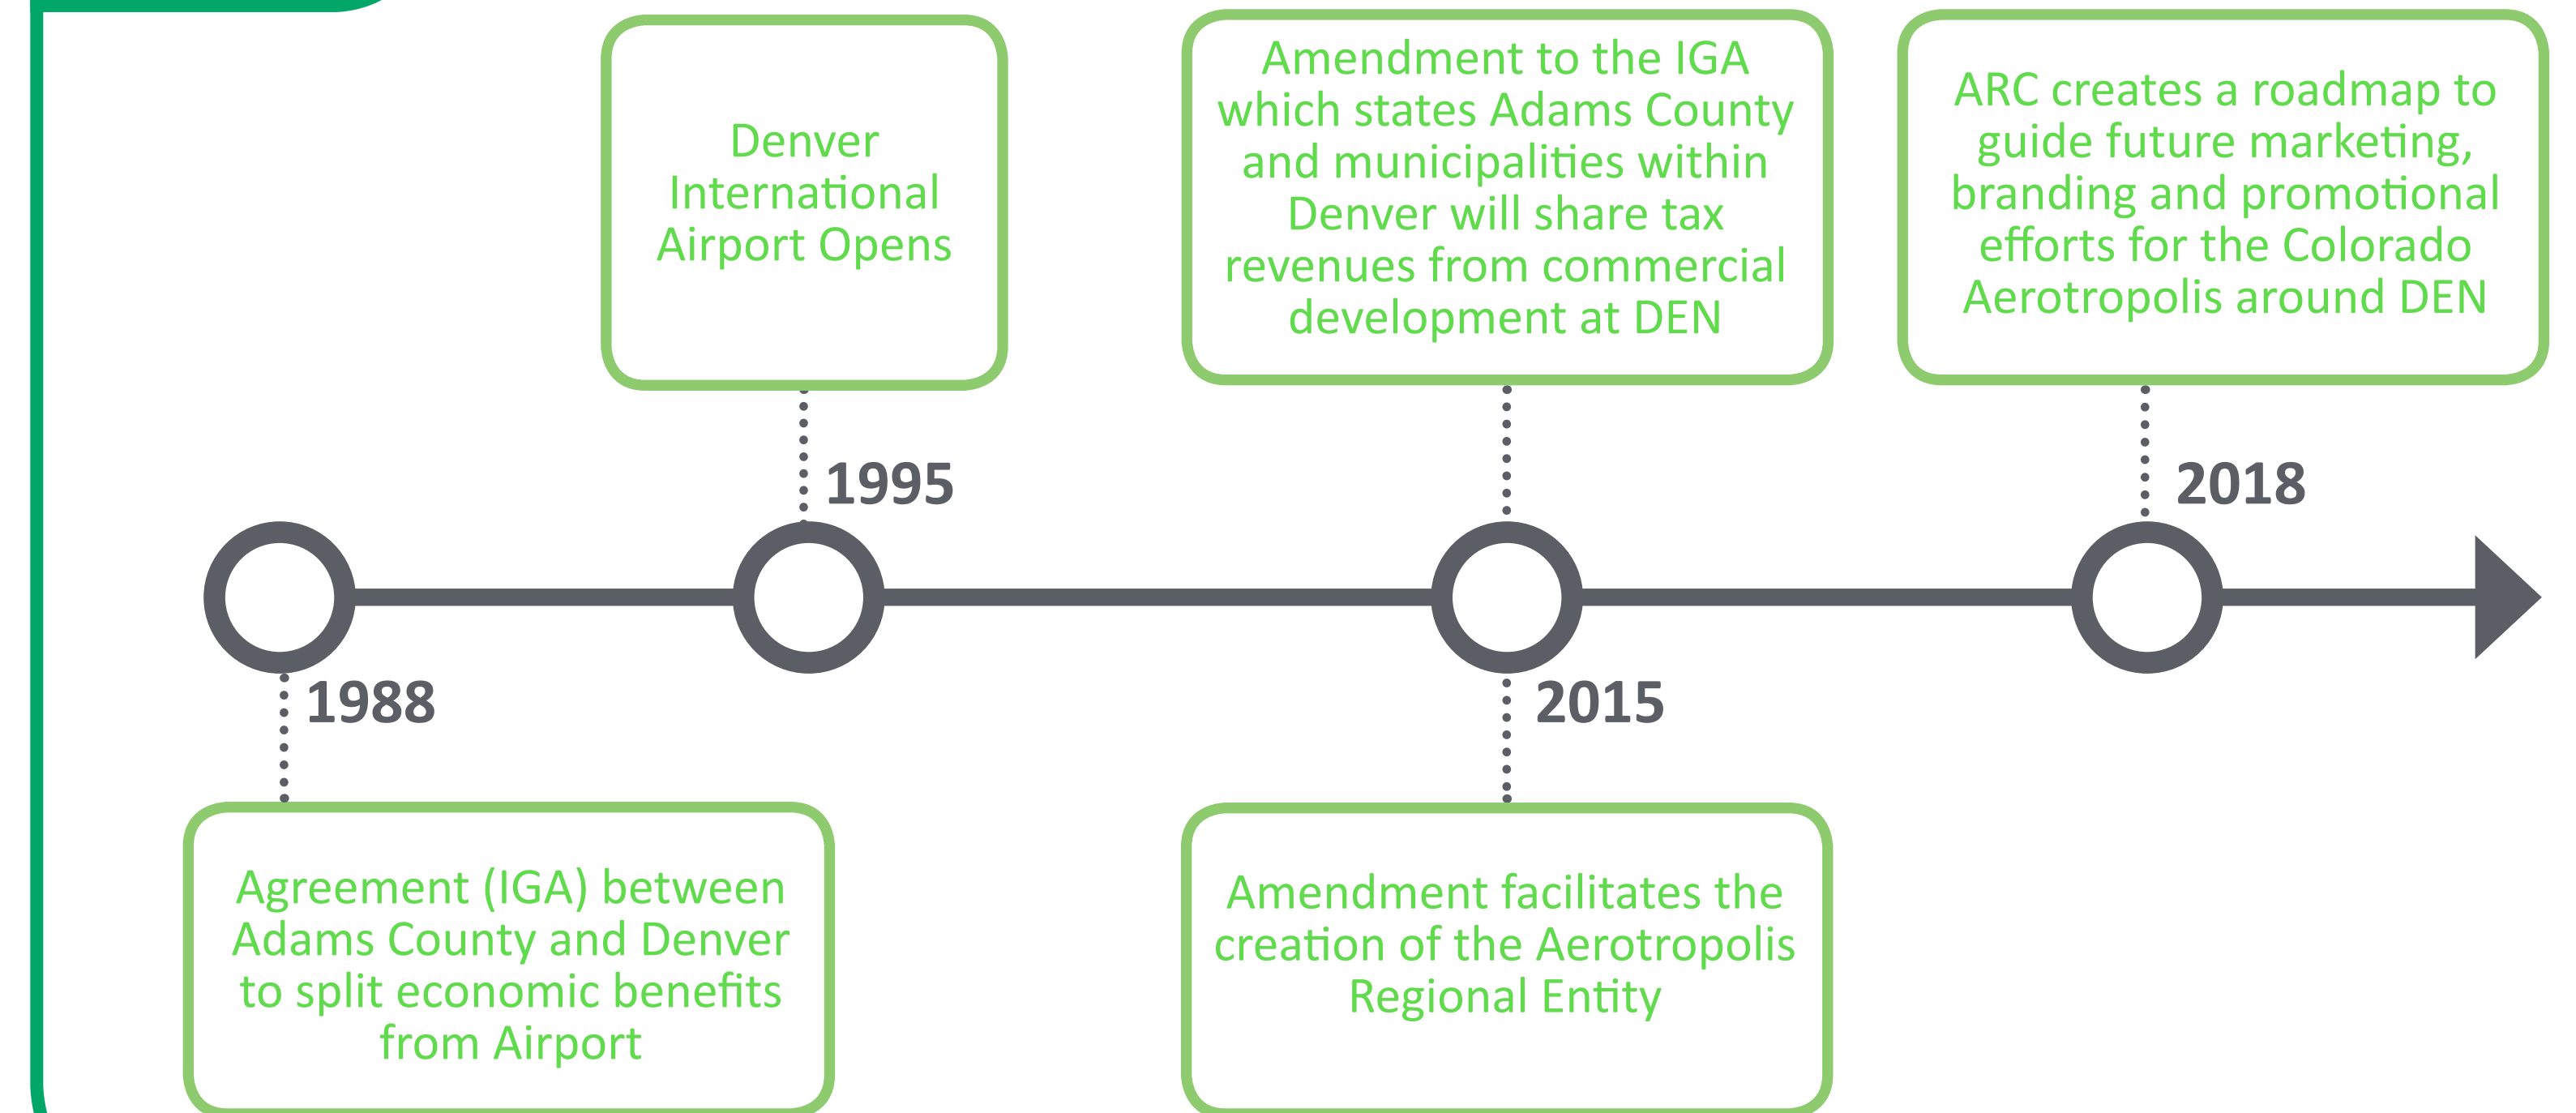 Denver
International
Airport Opens
Amendment to the IGA
which states Adams County
and municipalities within
Denver will share tax
revenues from commercial
development at DEN
ARC creates a roadmap to
guide future marketing,
branding and promotional
efforts for the Colorado
Aerotropolis around DEN
1995
2018
1988
2015
Agreement (IGA) between
Adams County and Denver
to split economic benefits
from Airport
Amendment facilitates the
creation of the Aerotropolis
Regional Entity